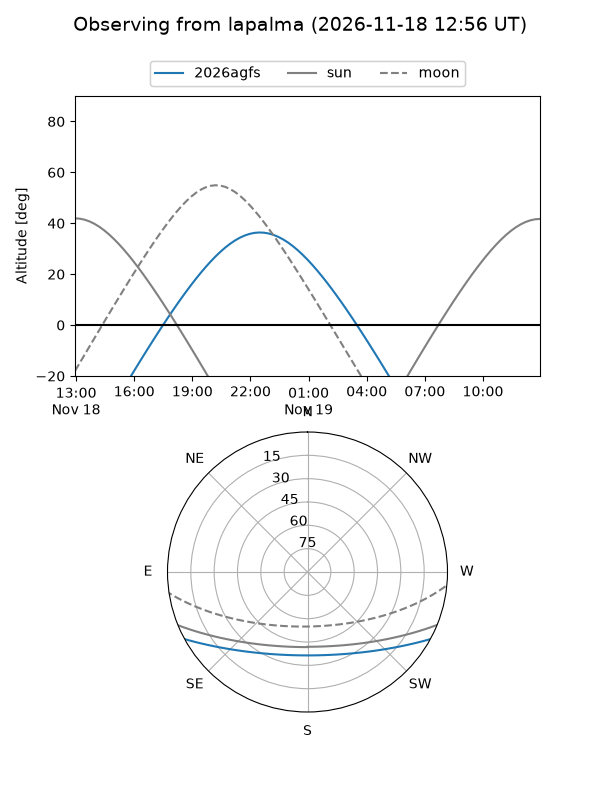 Observing from lapalma (2026-11-18 12:56 UT)
2026agfs sun moon
Altitude [deg]
80
60
40
20
0
−20
13:00 16:00 19:00 22:00 01:00 04:00 07:00 10:00
Nov 18 Nov 19
N
NE NW
15
30
45
60
75
E W
SE SW
S